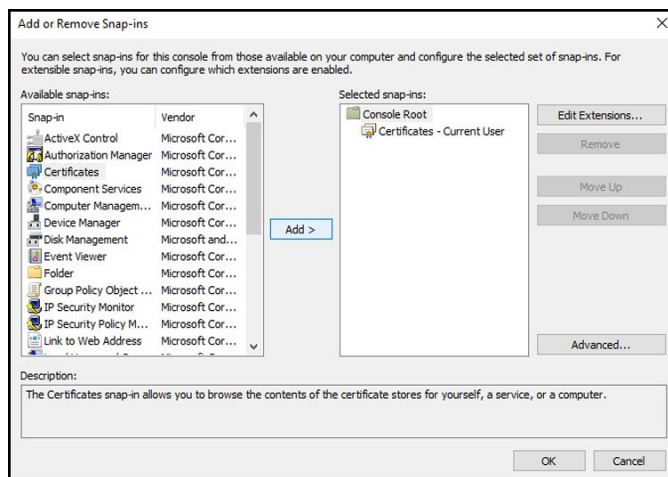 Add or Remove Snap-ins
You can select snap-ins for this console from those available on your computer and configure the selected set of snap-ins. For
extensible snap-ins, you can configure which extensions are enabled.
Available snap-ins:
Selected snap-ins:
Snap-in Vendor
ActiveX Control Microsoft Cor...
Authorization Manager Microsoft Cor...
Certificates Microsoft Cor...
Component Services Microsoft Cor...
Computer Managem... Microsoft Cor...
Device Manager Microsoft Cor...
Disk Management Microsoft and...
Event Viewer Microsoft Cor...
Folder Microsoft Cor...
Group Policy Object ... Microsoft Cor...
IP Security Monitor Microsoft Cor...
IP Security Policy M... Microsoft Cor...
Link to Web Address Microsoft Cor...
Add >
Console Root
Certificates - Current User
Edit Extensions...
Remove
Move Up
Move Down
Advanced...
Description:
The Certificates snap-in allows you to browse the contents of the certificate stores for yourself, a service, or a computer.
OK Cancel